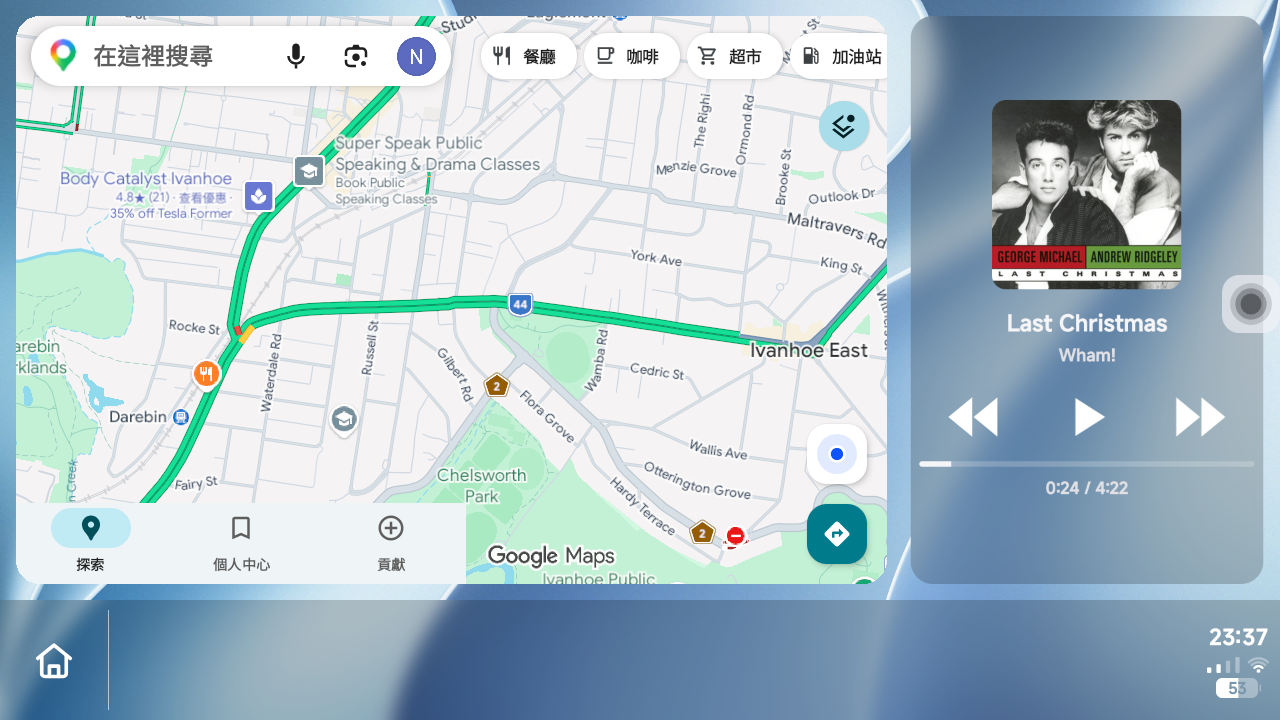 在這裡搜尋
N
餐廳
咖啡
超市
加油站
Super Speak Public
Speaking & Drama Classes
Book Public
Speaking Classes
Body Catalyst Ivanhoe
4.8★ (21) · 查看優惠 ·
35% off Tesla Former
The Righi
Ormond Rd
Menzie Grove
Brooke St
Outlook Dr
Maltravers Rd
York Ave
King St
44
Rocke St
Ivanhoe East
Waterdale Rd
Russell St
Gilbert Rd
Wamba Rd
Cedric St
2
Flora Grove
Darebin
Wallis Ave
Otterington Grove
Chelsworth
Park
Fairy St
Hardy Terrace
2
Google Maps
Ivanhoe Public
探索
個人中心
貢獻
GEORGE MICHAEL
ANDREW RIDGELEY
LAST CHRISTMAS
Last Christmas
Wham!
0:24 / 4:22
23:37
53